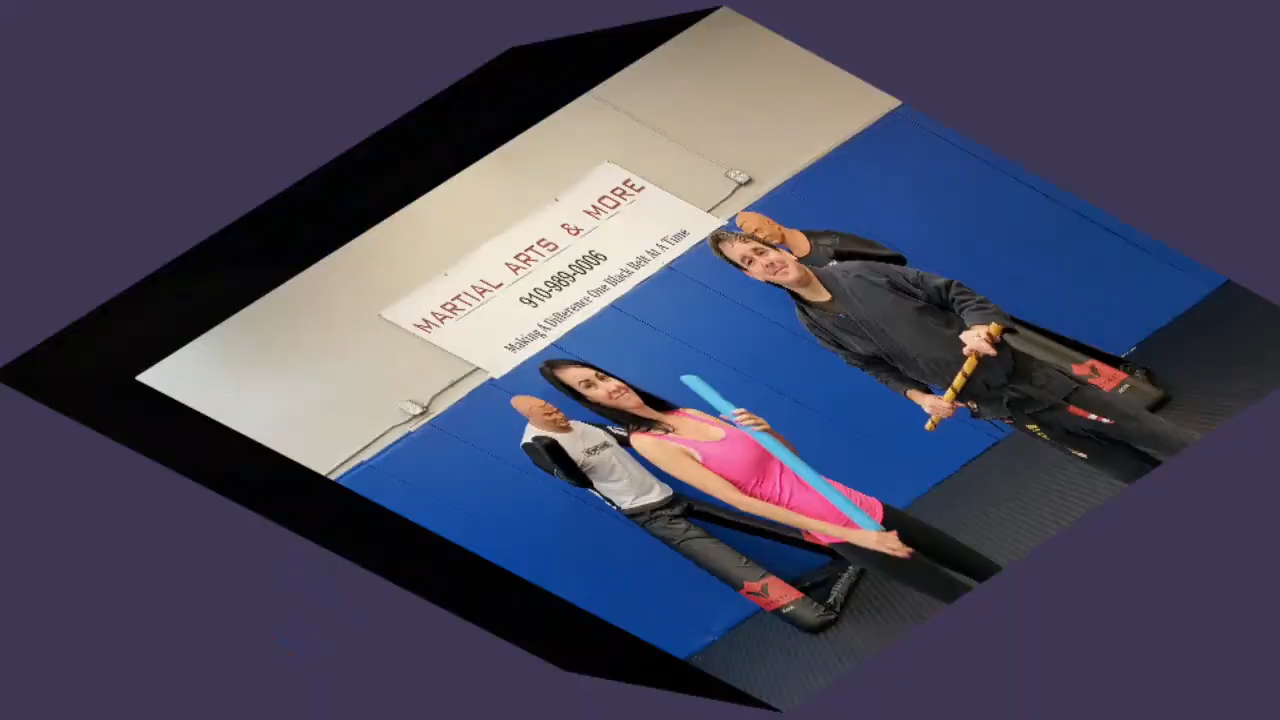 MARTIAL ARTS & MORE
910-989-0006
Making A Difference One Black Belt At A Time